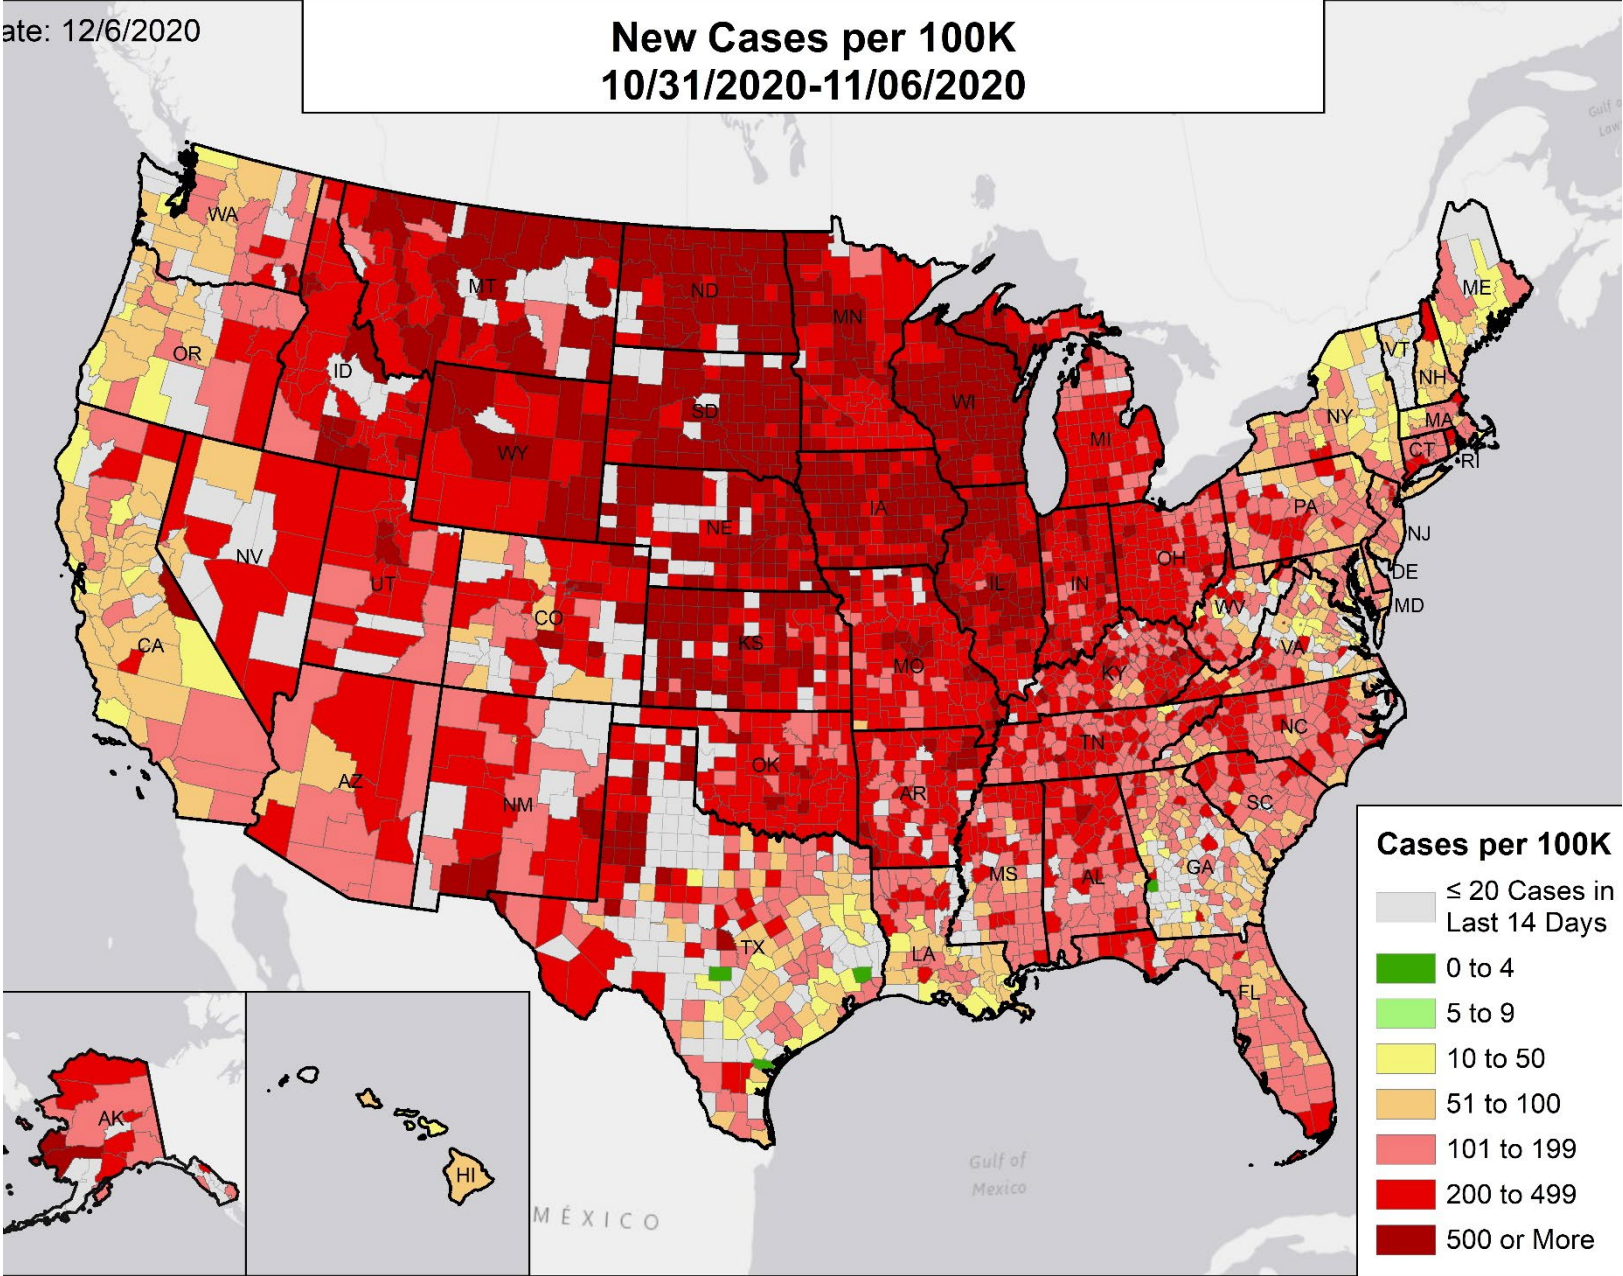 ate: 12/6/2020
New Cases per 100K
10/31/2020-11/06/2020
Gulf of
WA
MT
ND
MN
ME
OR
ID
SD
WI
MI
VT
NH
NY
MA
CT
RI
WY
IA
NE
PA
NJ
NV
UT
CO
IL
IN
OH
DE
MD
WV
VA
CA
KS
MO
KY
AZ
NM
OK
AR
TN
NC
SC
MS
AL
GA
TX
LA
FL
AK
HI
Gulf of
Mexico
MÉXICO
Cases per 100K
≤ 20 Cases in
Last 14 Days
0 to 4
5 to 9
10 to 50
51 to 100
101 to 199
200 to 499
500 or More